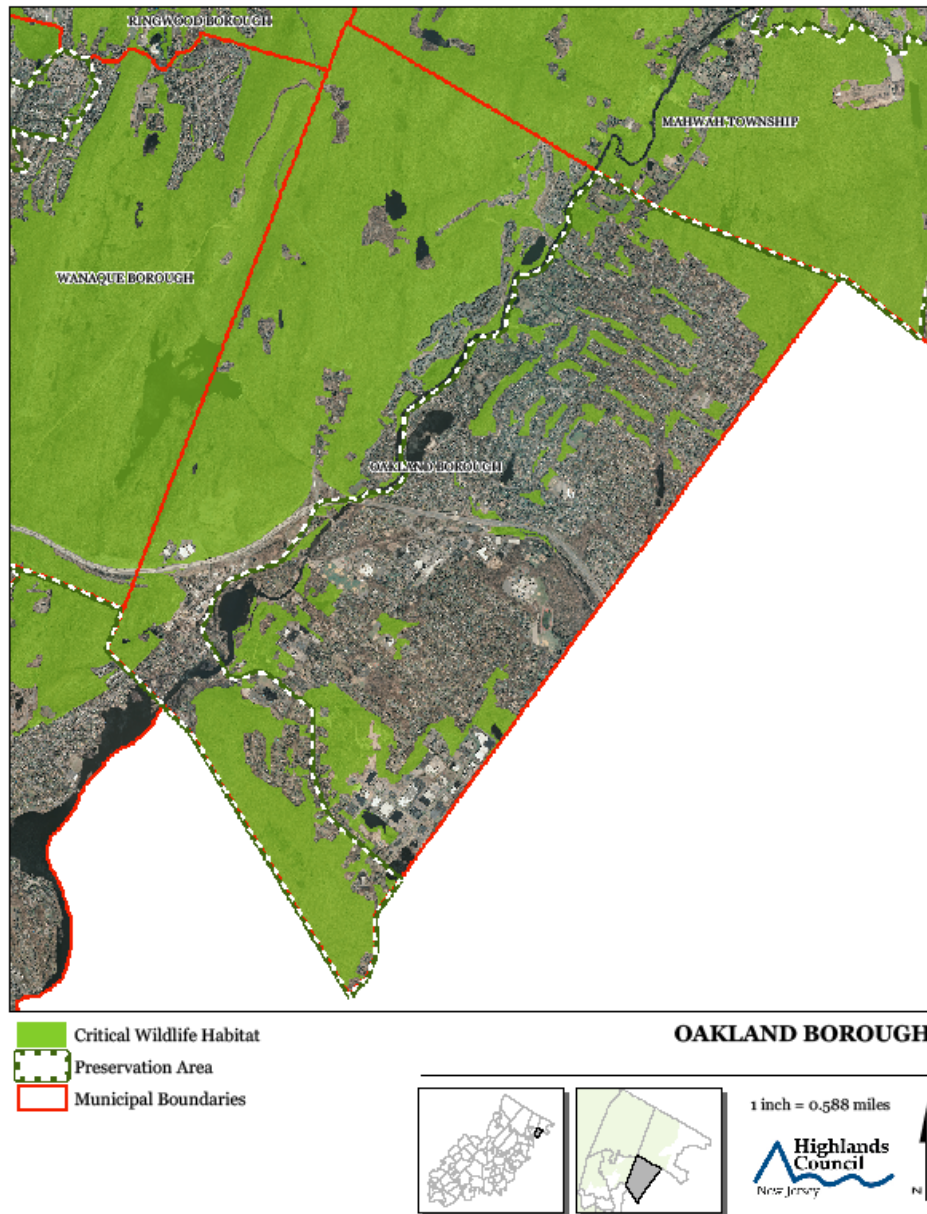 RINGWOOD BOROUGH
MAHWAH TOWNSHIP
WANAQUE BOROUGH
OAKLAND BOROUGH
Critical Wildlife Habitat
Preservation Area
Municipal Boundaries
OAKLAND BOROUGH
1 inch = 0.588 miles
Highlands
Council
New Jersey
N